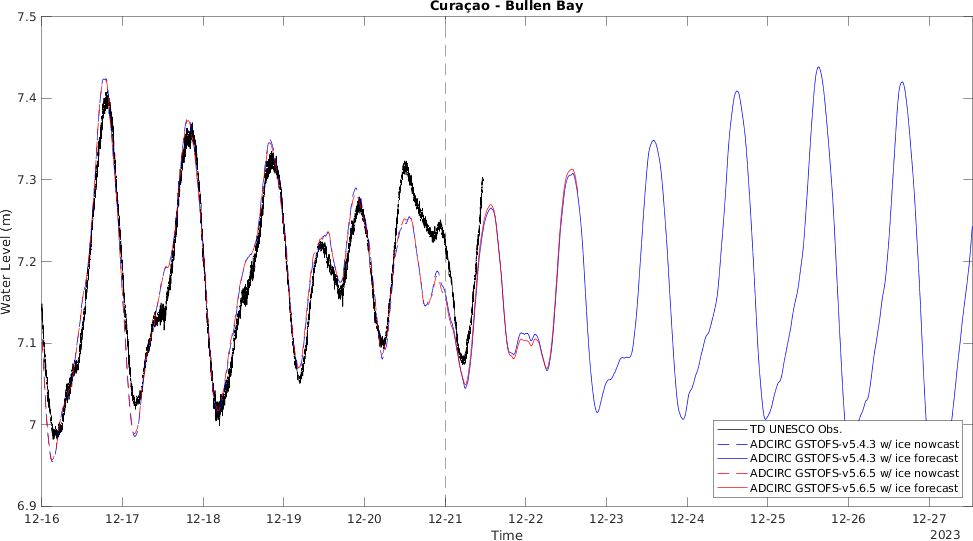 Curaçao - Bullen Bay
7.5
7.4
7.3
7.2
7.1
7
6.9
Water Level (m)
12-16 12-17 12-18 12-19 12-20 12-21 12-22 12-23 12-24 12-25 12-26 12-27
2023
Time
TD UNESCO Obs.
ADCIRC GSTOFS-v5.4.3 w/ ice nowcast
ADCIRC GSTOFS-v5.4.3 w/ ice forecast
ADCIRC GSTOFS-v5.6.5 w/ ice nowcast
ADCIRC GSTOFS-v5.6.5 w/ ice forecast